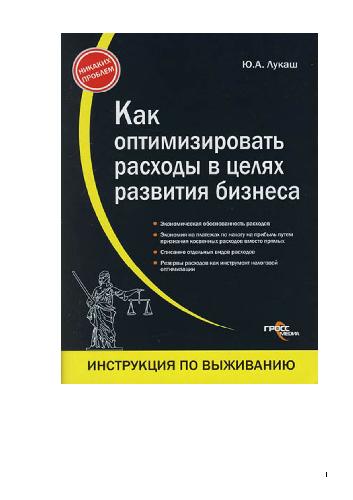 НИКАКИХ
ПРОБЛЕМ
Ю.А. Лукаш
Как
оптимизировать
расходы в целях
развития бизнеса
Экономическая обоснованность расходов
Экономия на платежах по налогу на прибыль путем
признания косвенных расходов вместо прямых
Списание отдельных видов расходов
Резервы расходов как инструмент налоговой
оптимизации
ГРОСС
МЕДИА
ИНСТРУКЦИЯ ПО ВЫЖИВАНИЮ